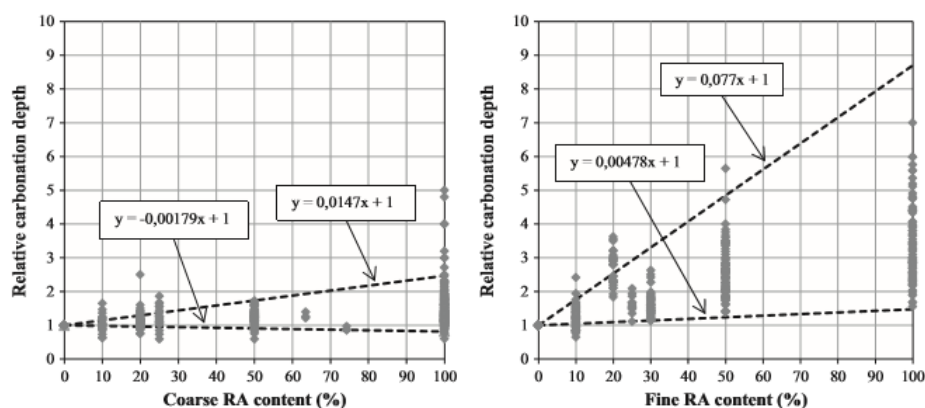 Relative carbonation depth
10
9
8
7
6
5
4
3
2
1
0
y = -0,00179x + 1
y = 0,0147x + 1
0 10 20 30 40 50 60 70 80 90 100
Coarse RA content (%)
Relative carbonation depth
10
9
8
7
6
5
4
3
2
1
0
y = 0,077x + 1
y = 0,00478x + 1
0 10 20 30 40 50 60 70 80 90 100
Fine RA content (%)